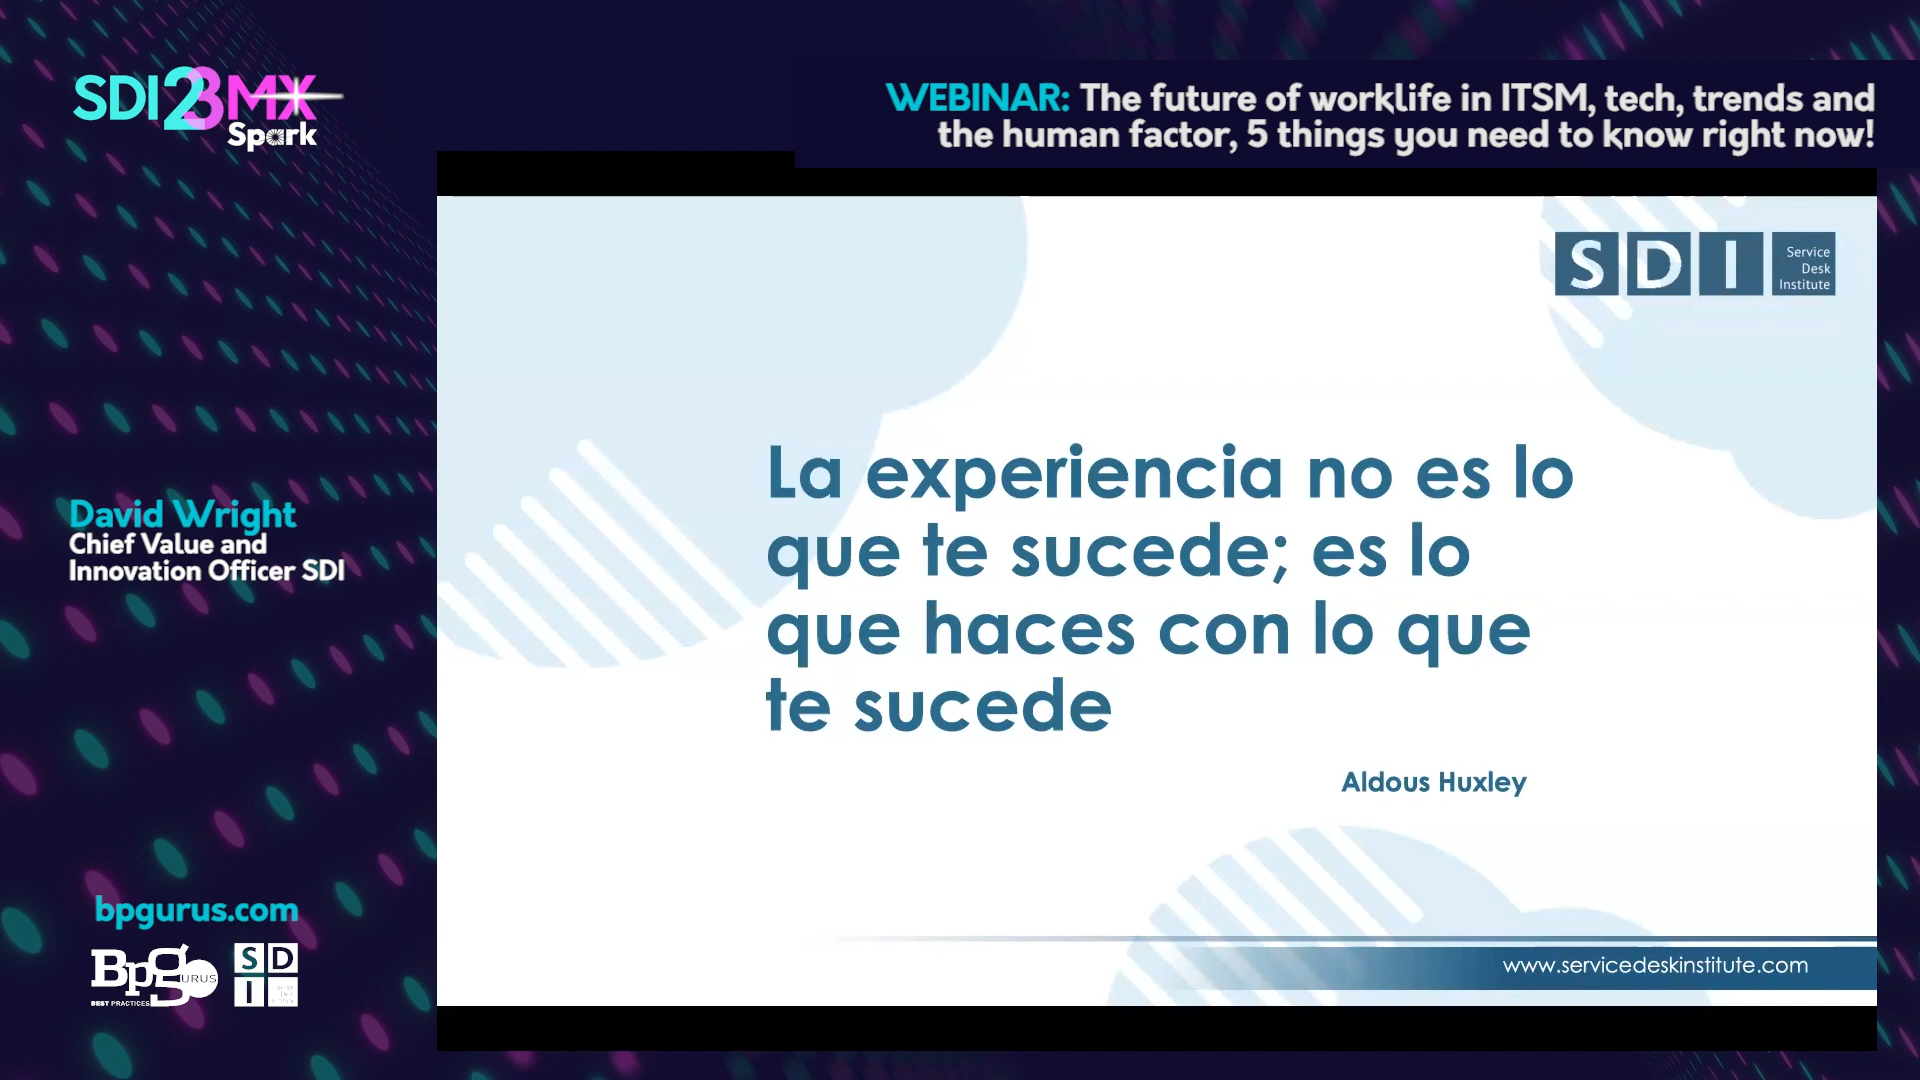 SDI23MX
Spark
WEBINAR: The future of worklife in ITSM, tech, trends and
the human factor, 5 things you need to know right now!
SDI
Service
Desk
Institute
La experiencia no es lo
que te sucede; es lo
que haces con lo que
te sucede
Aldous Huxley
www.servicedeskinstitute.com
David Wright
Chief Value and
Innovation Officer SDI
bpgurus.com
BpGURUS
BEST PRACTICES
SD
I